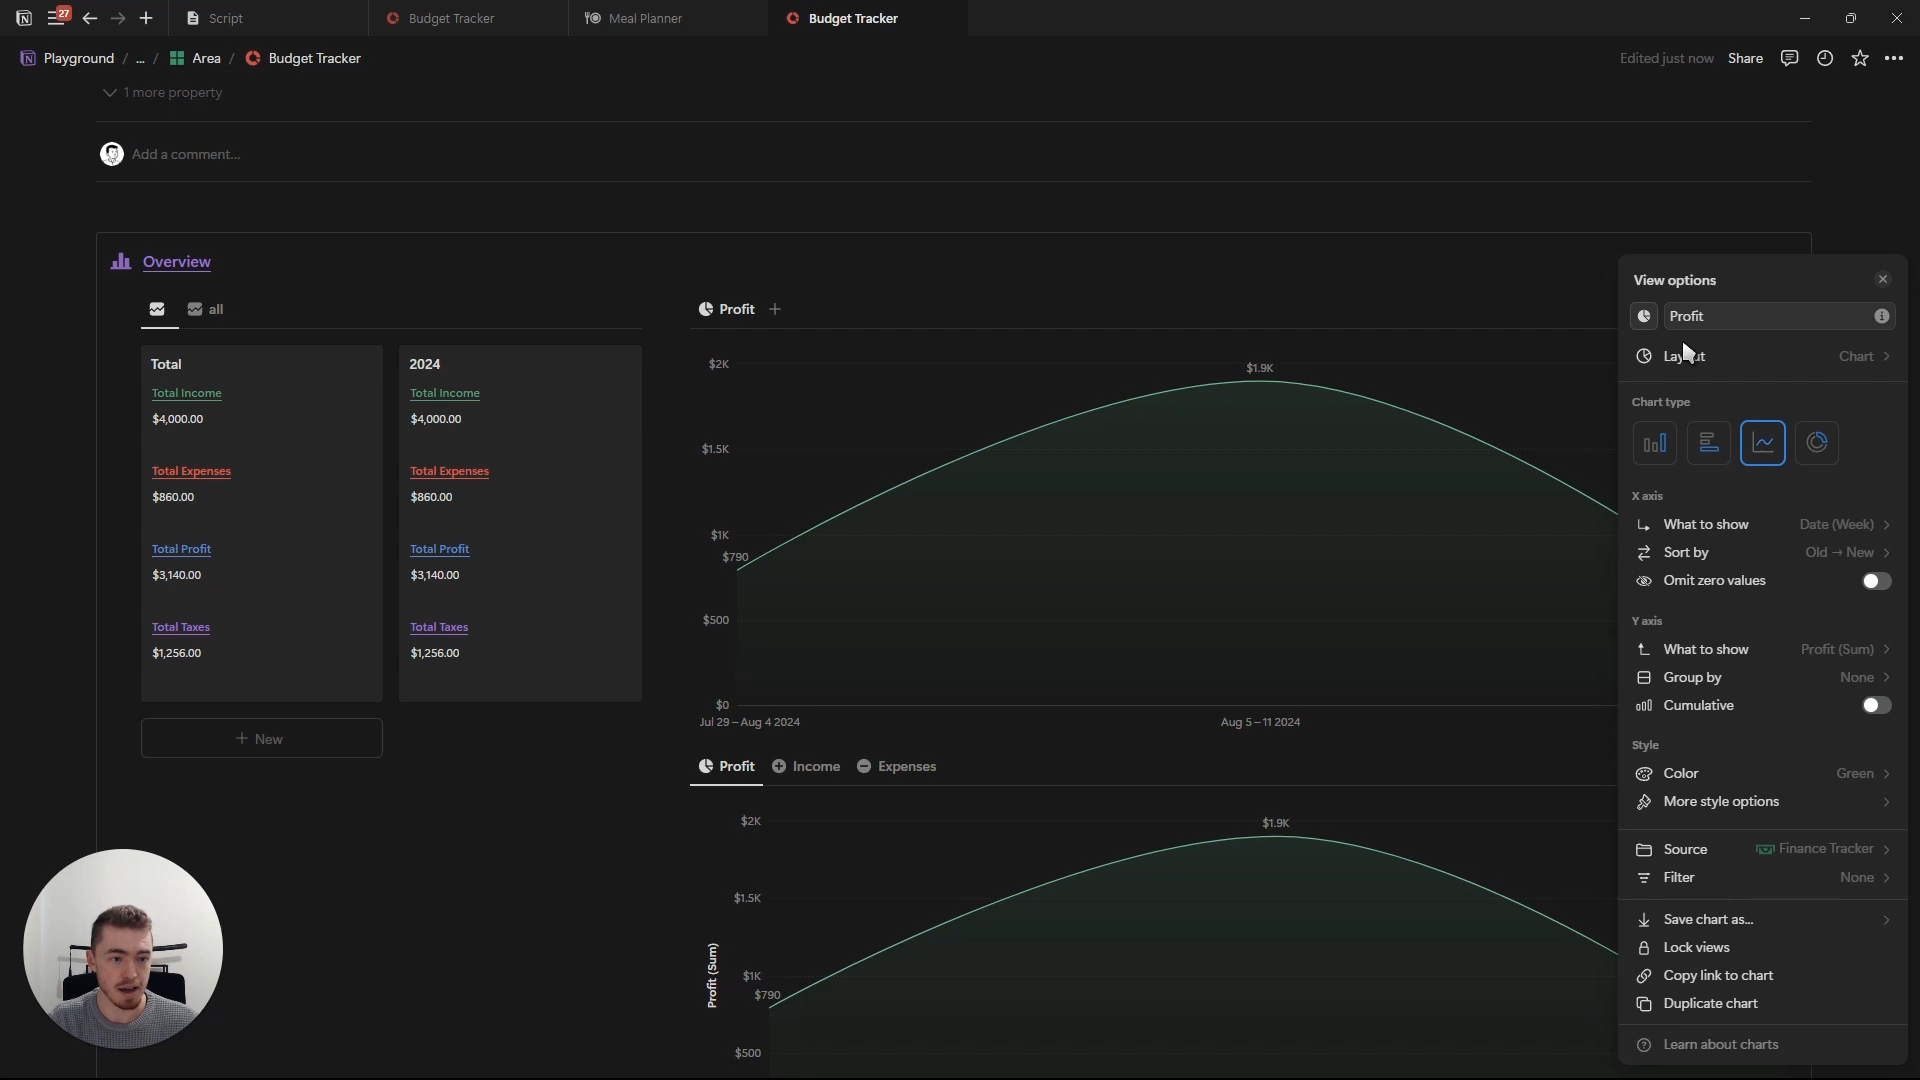 27
Script
Budget Tracker
Meal Planner
Budget Tracker
Playground / ... / Area / Budget Tracker
Edited just now
Share
1 more property
Add a comment...
Overview
all
Total
Total Income
$4,000.00
Total Expenses
$860.00
Total Profit
$3,140.00
Total Taxes
$1,256.00
2024
Total Income
$4,000.00
Total Expenses
$860.00
Total Profit
$3,140.00
Total Taxes
$1,256.00
+ New
Profit +
$2K
$1.9K
$1.5K
$1K
$790
$500
$0
Jul 29 – Aug 4 2024
Aug 5 – 11 2024
Profit
Income
Expenses
$2K
$1.9K
$1.5K
Profit (Sum)
$1K
$790
$500
View options
Profit
Layout
Chart
Chart type
X axis
What to show
Date (Week)
Sort by
Old → New
Omit zero values
Y axis
What to show
Profit (Sum)
Group by
None
Cumulative
Style
Color
Green
More style options
Source
Finance Tracker
Filter
None
Save chart as...
Lock views
Copy link to chart
Duplicate chart
Learn about charts